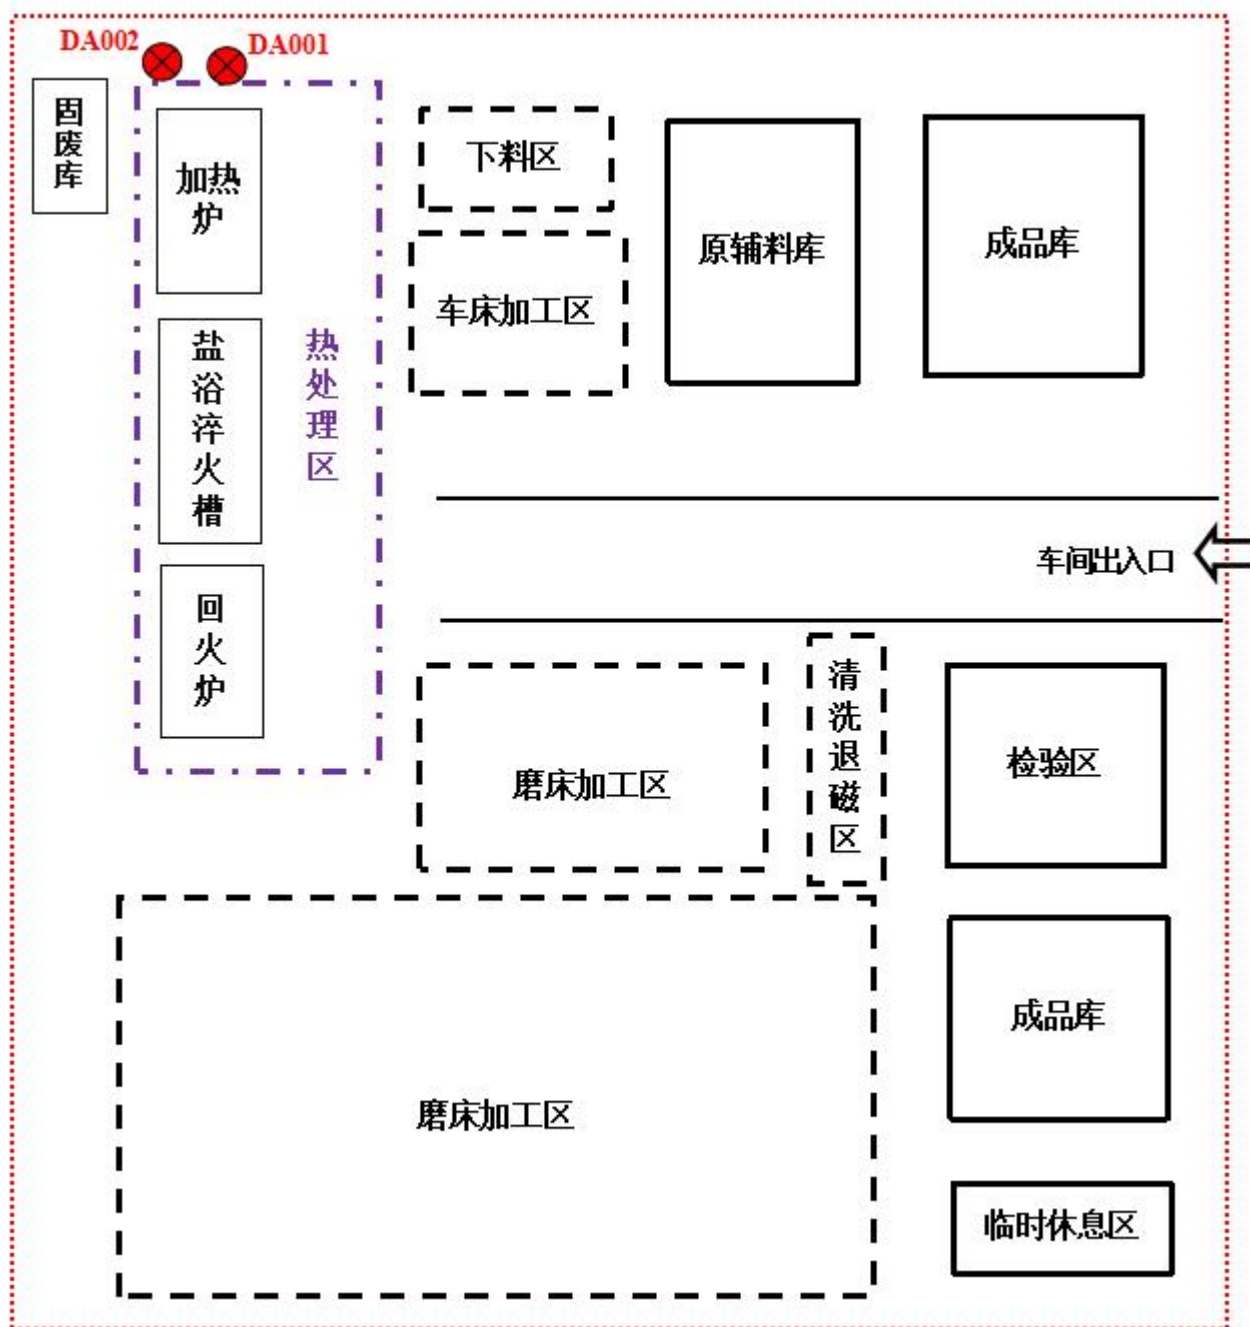 DA002
DA001
固废库
加热
炉
盐浴淬火槽
回火炉
热处理区
下料区
车床加工区
原辅料库
成品库
车间出入口
磨床加工区
清洗退磁区
检验区
成品库
磨床加工区
临时休息区